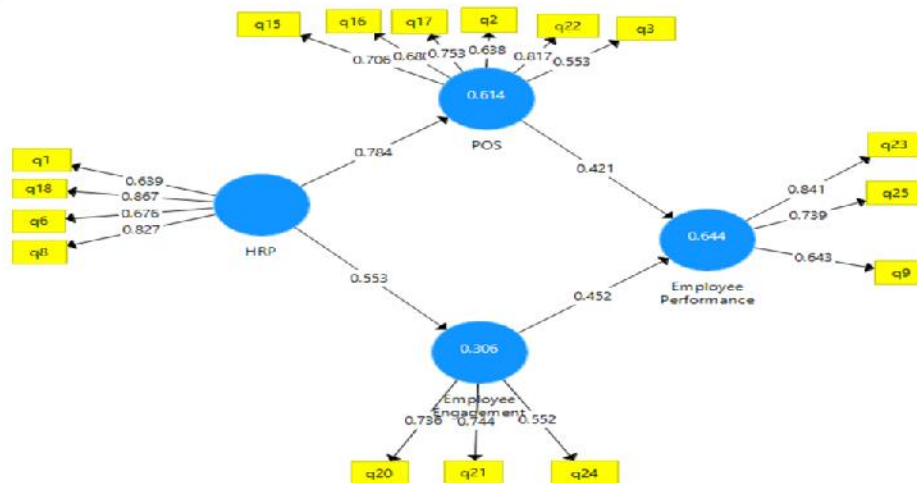 q15
q16
q17
q2
q22
q3
0.706
0.753
0.638
0.817
0.553
0.614
POS
q1
q18
q6
q8
0.639
0.867
0.676
0.827
HRP
0.784
0.421
0.553
0.452
q23
q25
q9
0.841
0.739
0.643
0.644
Employee
Performance
0.306
Employee
Engagement
0.736
0.744
0.552
q20
q21
q24